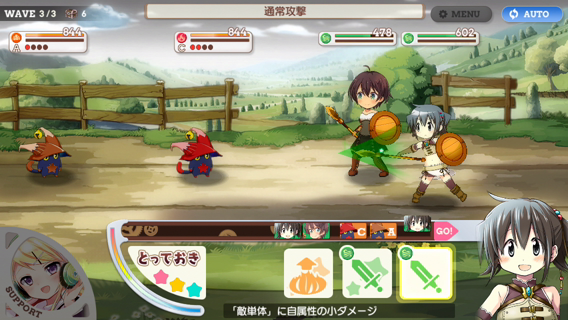 WAVE 3/3 6
通常攻撃
MENU
AUTO
844
A
844
C
478
602
C
A
GO!
SUPPORT
とっておき
「敵単体」に自属性の小ダメージ